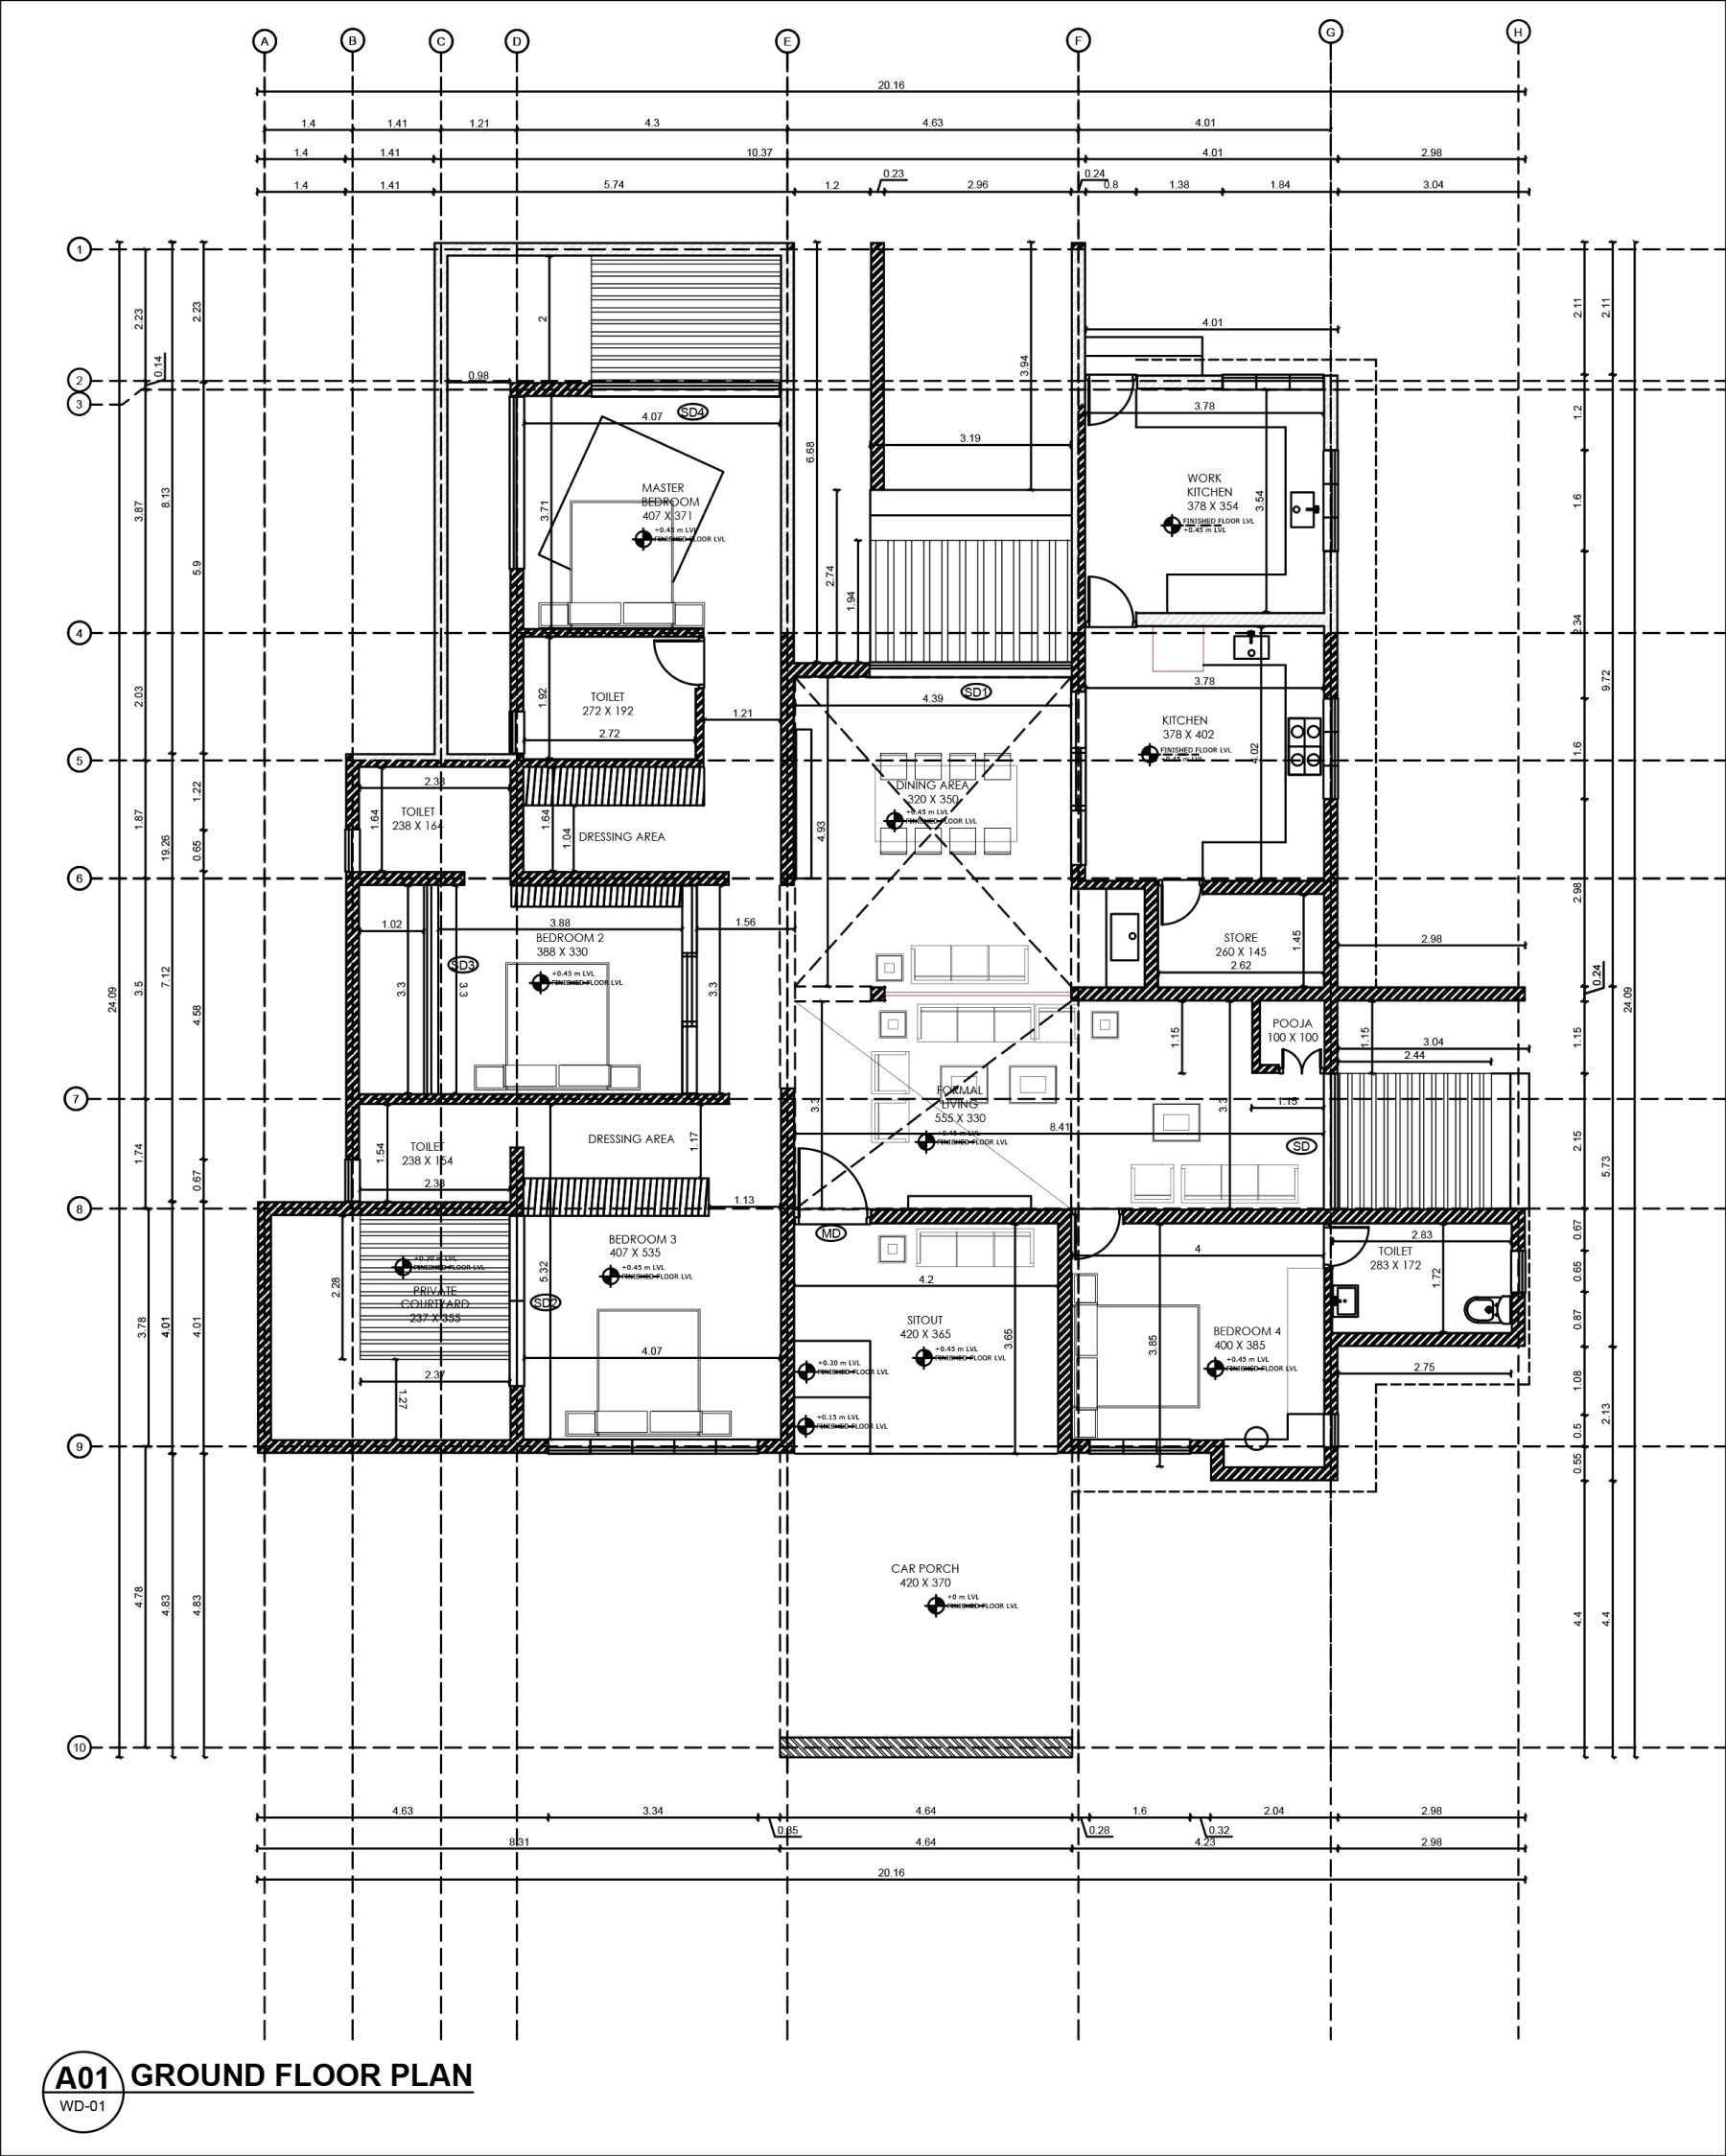 A
B
C
D
E
F
G
H
20.16
1.4
1.41
1.21
4.3
4.63
4.01
1.4
1.41
10.37
4.01
2.98
1.4
1.41
5.74
1.2
0.23
2.96
0.24
0.8
1.38
1.84
3.04
1
2
3
4
5
6
7
8
9
10
24.09
2.23
0.14
3.87
2.03
1.87
3.5
1.74
3.78
4.78
8.13
19.26
7.12
4.01
4.83
2.23
5.9
1.22
0.65
4.58
0.67
4.01
4.83
2
0.98
4.07
SD4
3.71
MASTER
BEDROOM
407 X 371
+0.45 m LVL
FINISHED FLOOR LVL
6.68
3.94
3.19
2.74
1.94
4.01
3.78
WORK
KITCHEN
378 X 354
FINISHED FLOOR LVL
+0.45 m LVL
3.54
TOILET
272 X 192
1.92
2.72
1.21
SD1
4.39
3.78
KITCHEN
378 X 402
FINISHED FLOOR LVL
+0.45 m LVL
4.02
DINING AREA
320 X 350
+0.45 m LVL
FINISHED FLOOR LVL
4.93
2.38
TOILET
238 X 164
1.64
1.64
1.04
DRESSING AREA
1.02
3.88
BEDROOM 2
388 X 330
+0.45 m LVL
FINISHED FLOOR LVL
1.56
SD3
3.3
3.3
3.3
STORE
260 X 145
2.62
1.45
2.98
POOJA
100 X 100
1.15
1.15
3.04
2.44
FORMAL
LIVING
555 X 330
+0.45 m LVL
FINISHED FLOOR LVL
3.3
3.3
1.15
8.41
SD
TOILET
238 X 154
1.54
2.38
DRESSING AREA
1.17
1.13
MD
+0.30 m LVL
FINISHED FLOOR LVL
PRIVATE
COURTYARD
237 X 355
2.28
2.37
1.27
BEDROOM 3
407 X 535
+0.45 m LVL
FINISHED FLOOR LVL
5.32
SD2
4.07
4.2
SITOUT
420 X 365
+0.45 m LVL
FINISHED FLOOR LVL
3.65
+0.30 m LVL
FINISHED FLOOR LVL
+0.15 m LVL
FINISHED FLOOR LVL
4
BEDROOM 4
400 X 385
+0.45 m LVL
FINISHED FLOOR LVL
3.85
2.83
TOILET
283 X 172
1.72
2.75
CAR PORCH
420 X 370
+0 m LVL
FINISHED FLOOR LVL
2.11
1.2
1.6
2.34
1.6
2.98
0.24
1.15
2.15
0.67
0.65
0.87
1.08
0.5
0.55
4.4
2.11
9.72
5.73
2.13
4.4
24.09
4.63
3.34
0.35
4.64
0.28
1.6
0.32
2.04
2.98
8.31
4.64
4.23
2.98
20.16
A01
WD-01
GROUND FLOOR PLAN